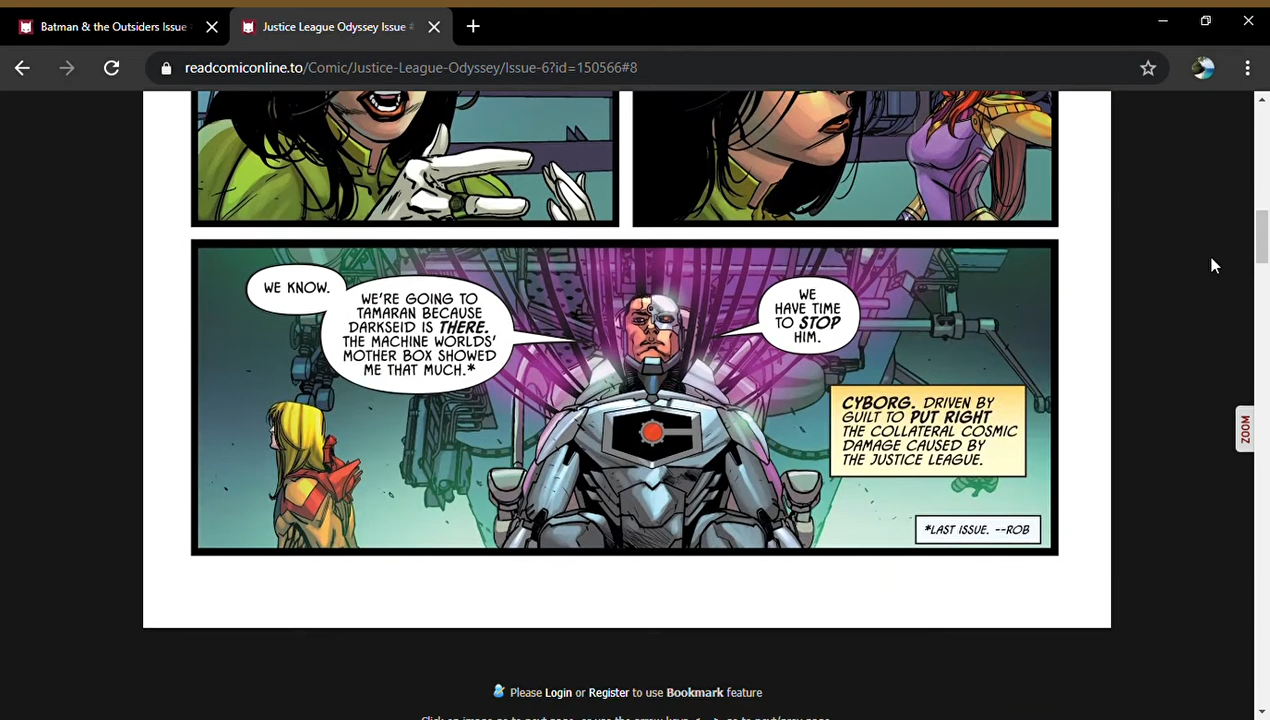 Batman & the Outsiders Issue
Justice League Odyssey Issue #
readcomiconline.to/Comic/Justice-League-Odyssey/Issue-6?id=150566#8
WE KNOW.
WE'RE GOING TO
TAMARAN BECAUSE
DARKSEID IS THERE.
THE MACHINE WORLDS'
MOTHER BOX SHOWED
ME THAT MUCH.*
WE
HAVE TIME
TO STOP
HIM.
CYBORG. DRIVEN BY
GUILT TO PUT RIGHT
THE COLLATERAL COSMIC
DAMAGE CAUSED BY
THE JUSTICE LEAGUE.
*LAST ISSUE. --ROB
ZOOM
Please Login or Register to use Bookmark feature